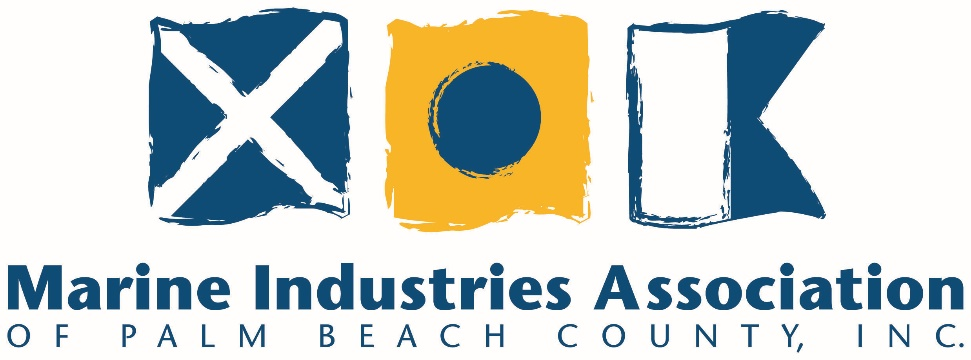 Marine Industries Association
OF PALM BEACH COUNTY, INC.